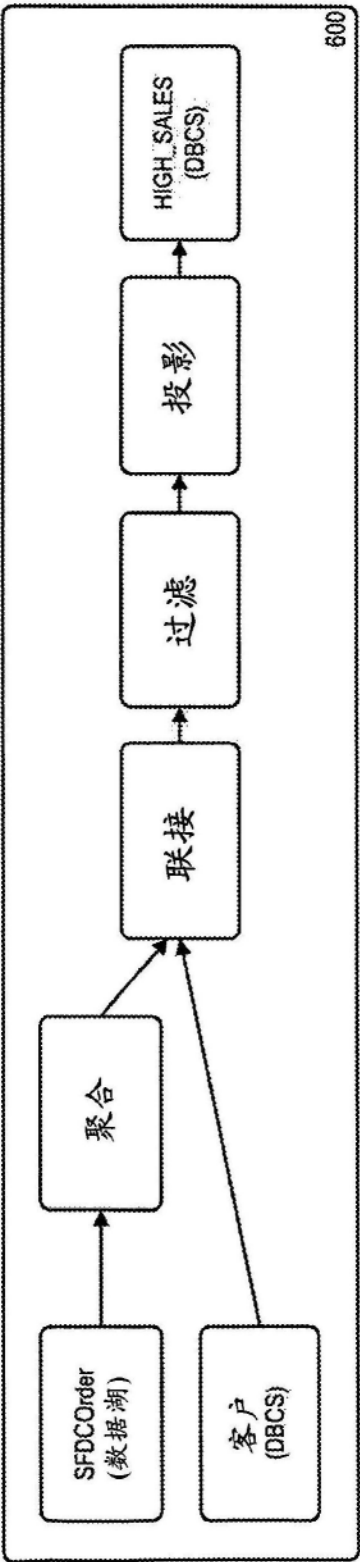 SFDCOrder
(数据湖)
聚合
客户
(DBCS)
联接
过滤
投影
HIGH_SALES
(DBCS)
600